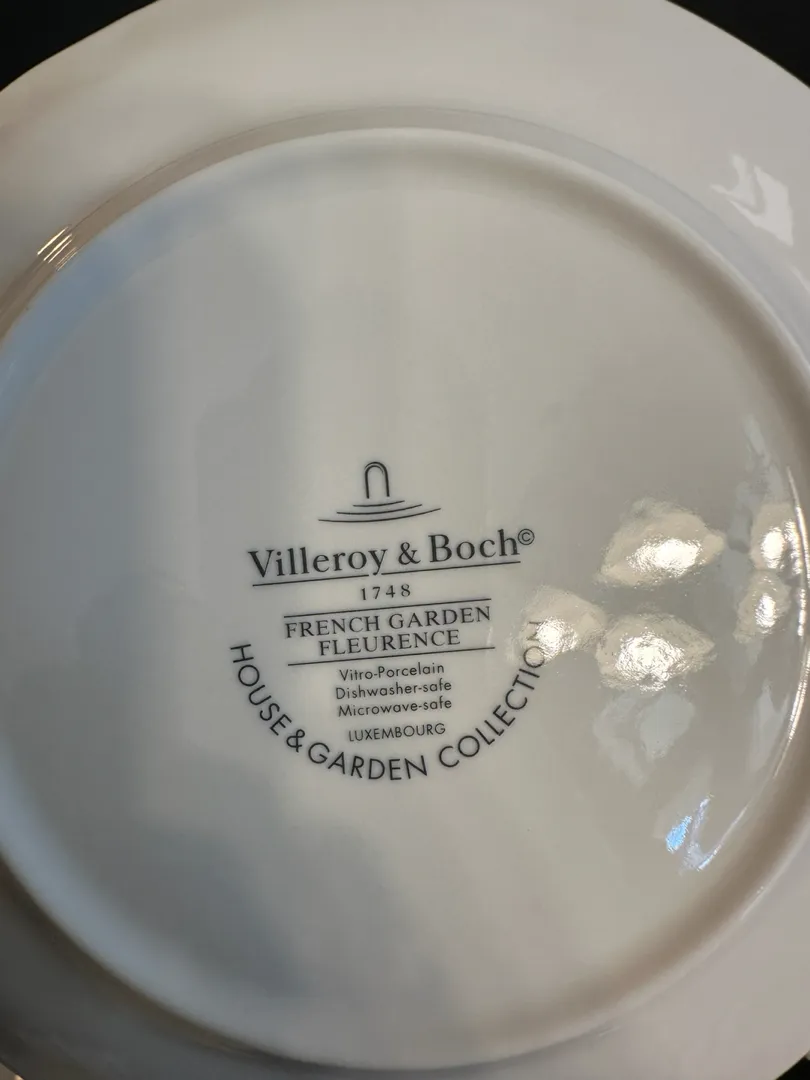 Villeroy & Boch©
1748
FRENCH GARDEN
FLEURENCE
Vitro-Porcelain
Dishwasher-safe
Microwave-safe
LUXEMBOURG
HOUSE & GARDEN COLLECTION